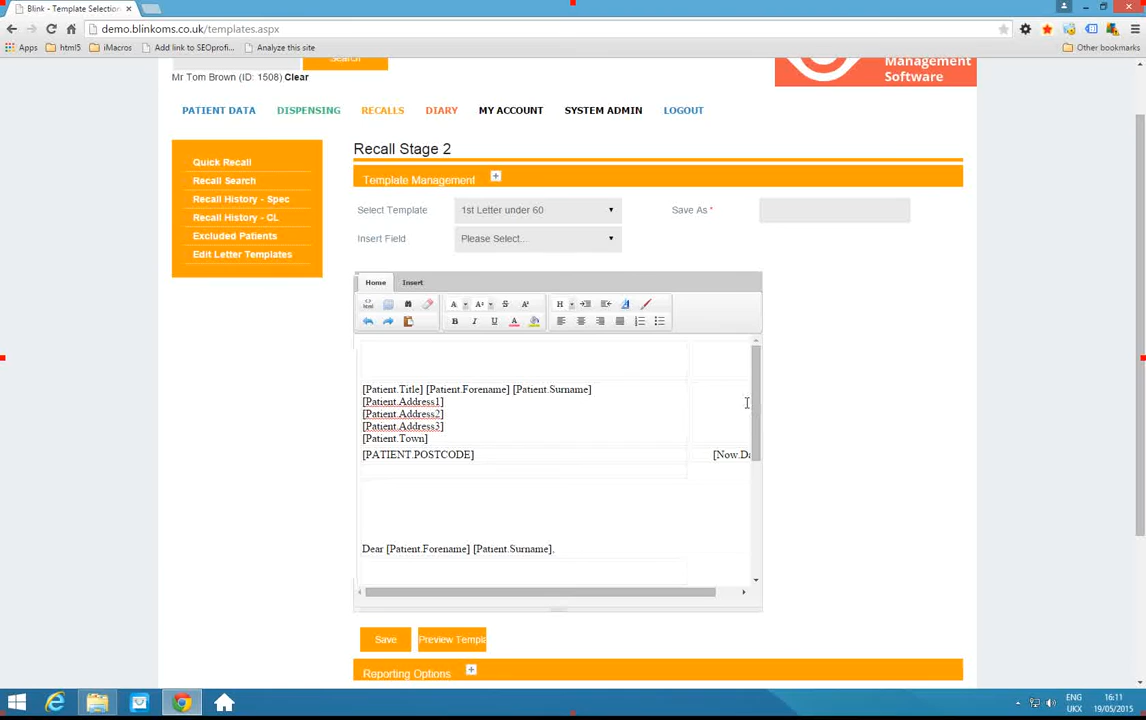 Blink - Template Selection
demo.blinkoms.co.uk/templates.aspx
Apps html5 iMacros Add link to SEOprofi... Analyze this site Other bookmarks
Search
Mr Tom Brown (ID: 1508) Clear
Management
Software
PATIENT DATA DISPENSING RECALLS DIARY MY ACCOUNT SYSTEM ADMIN LOGOUT
Quick Recall
Recall Search
Recall History - Spec
Recall History - CL
Excluded Patients
Edit Letter Templates
Recall Stage 2
Template Management +
Select Template 1st Letter under 60 Save As *
Insert Field Please Select...
Home Insert
[Patient.Title] [Patient.Forename] [Patient.Surname]
[Patient.Address1]
[Patient.Address2]
[Patient.Address3]
[Patient.Town]
[PATIENT.POSTCODE] [Now.Da
Dear [Patient.Forename] [Patient.Surname],
Save Preview Templa
Reporting Options +
ENG 16:11
UKX 19/05/2015